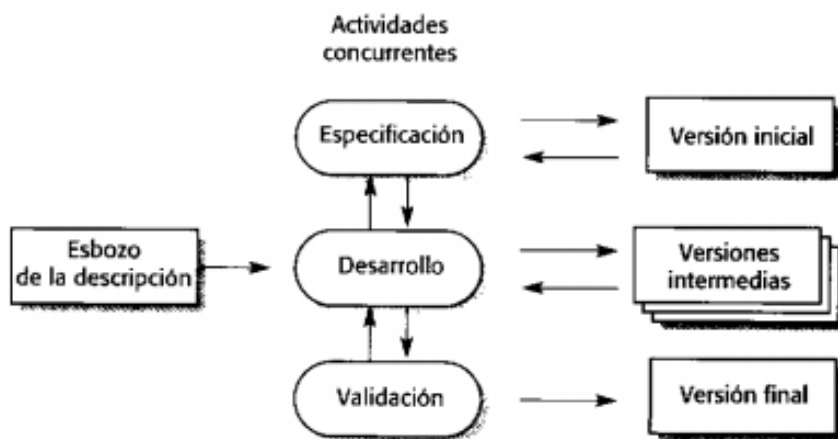 Actividades
concurrentes
Especificación
Versión inicial
Esbozo
de la descripción
Desarrollo
Versiones
intermedias
Validación
Versión final